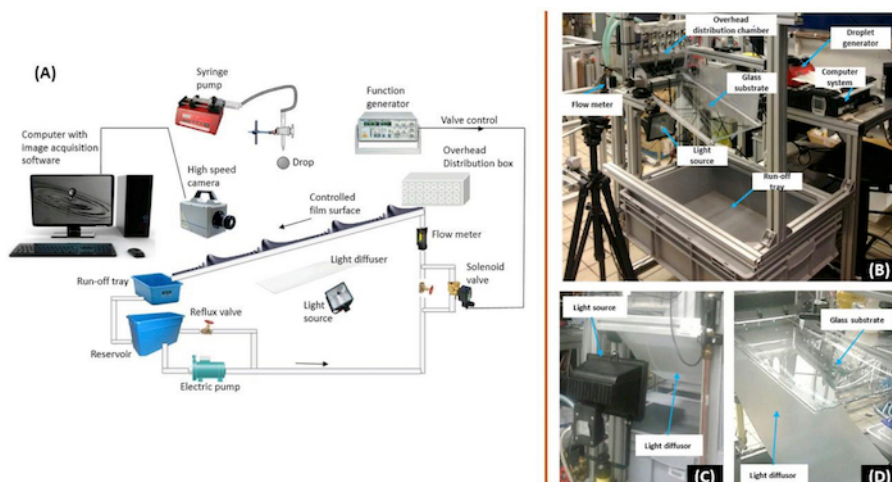 (A)
Syringe
pump
Function
generator
Valve control
Computer with
image acquisition
software
High speed
camera
Drop
Overhead
Distribution box
Controlled
film surface
Flow meter
Light diffuser
Solenoid
valve
Run-off tray
Light
source
Reflux valve
Reservoir
Electric pump
Overhead
distribution chamber
Droplet
generator
Glass
substrate
Computer
system
Flow meter
Light
source
Run-off
tray
(B)
Light source
Light diffusor
(C)
Glass substrate
Light diffusor
(D)